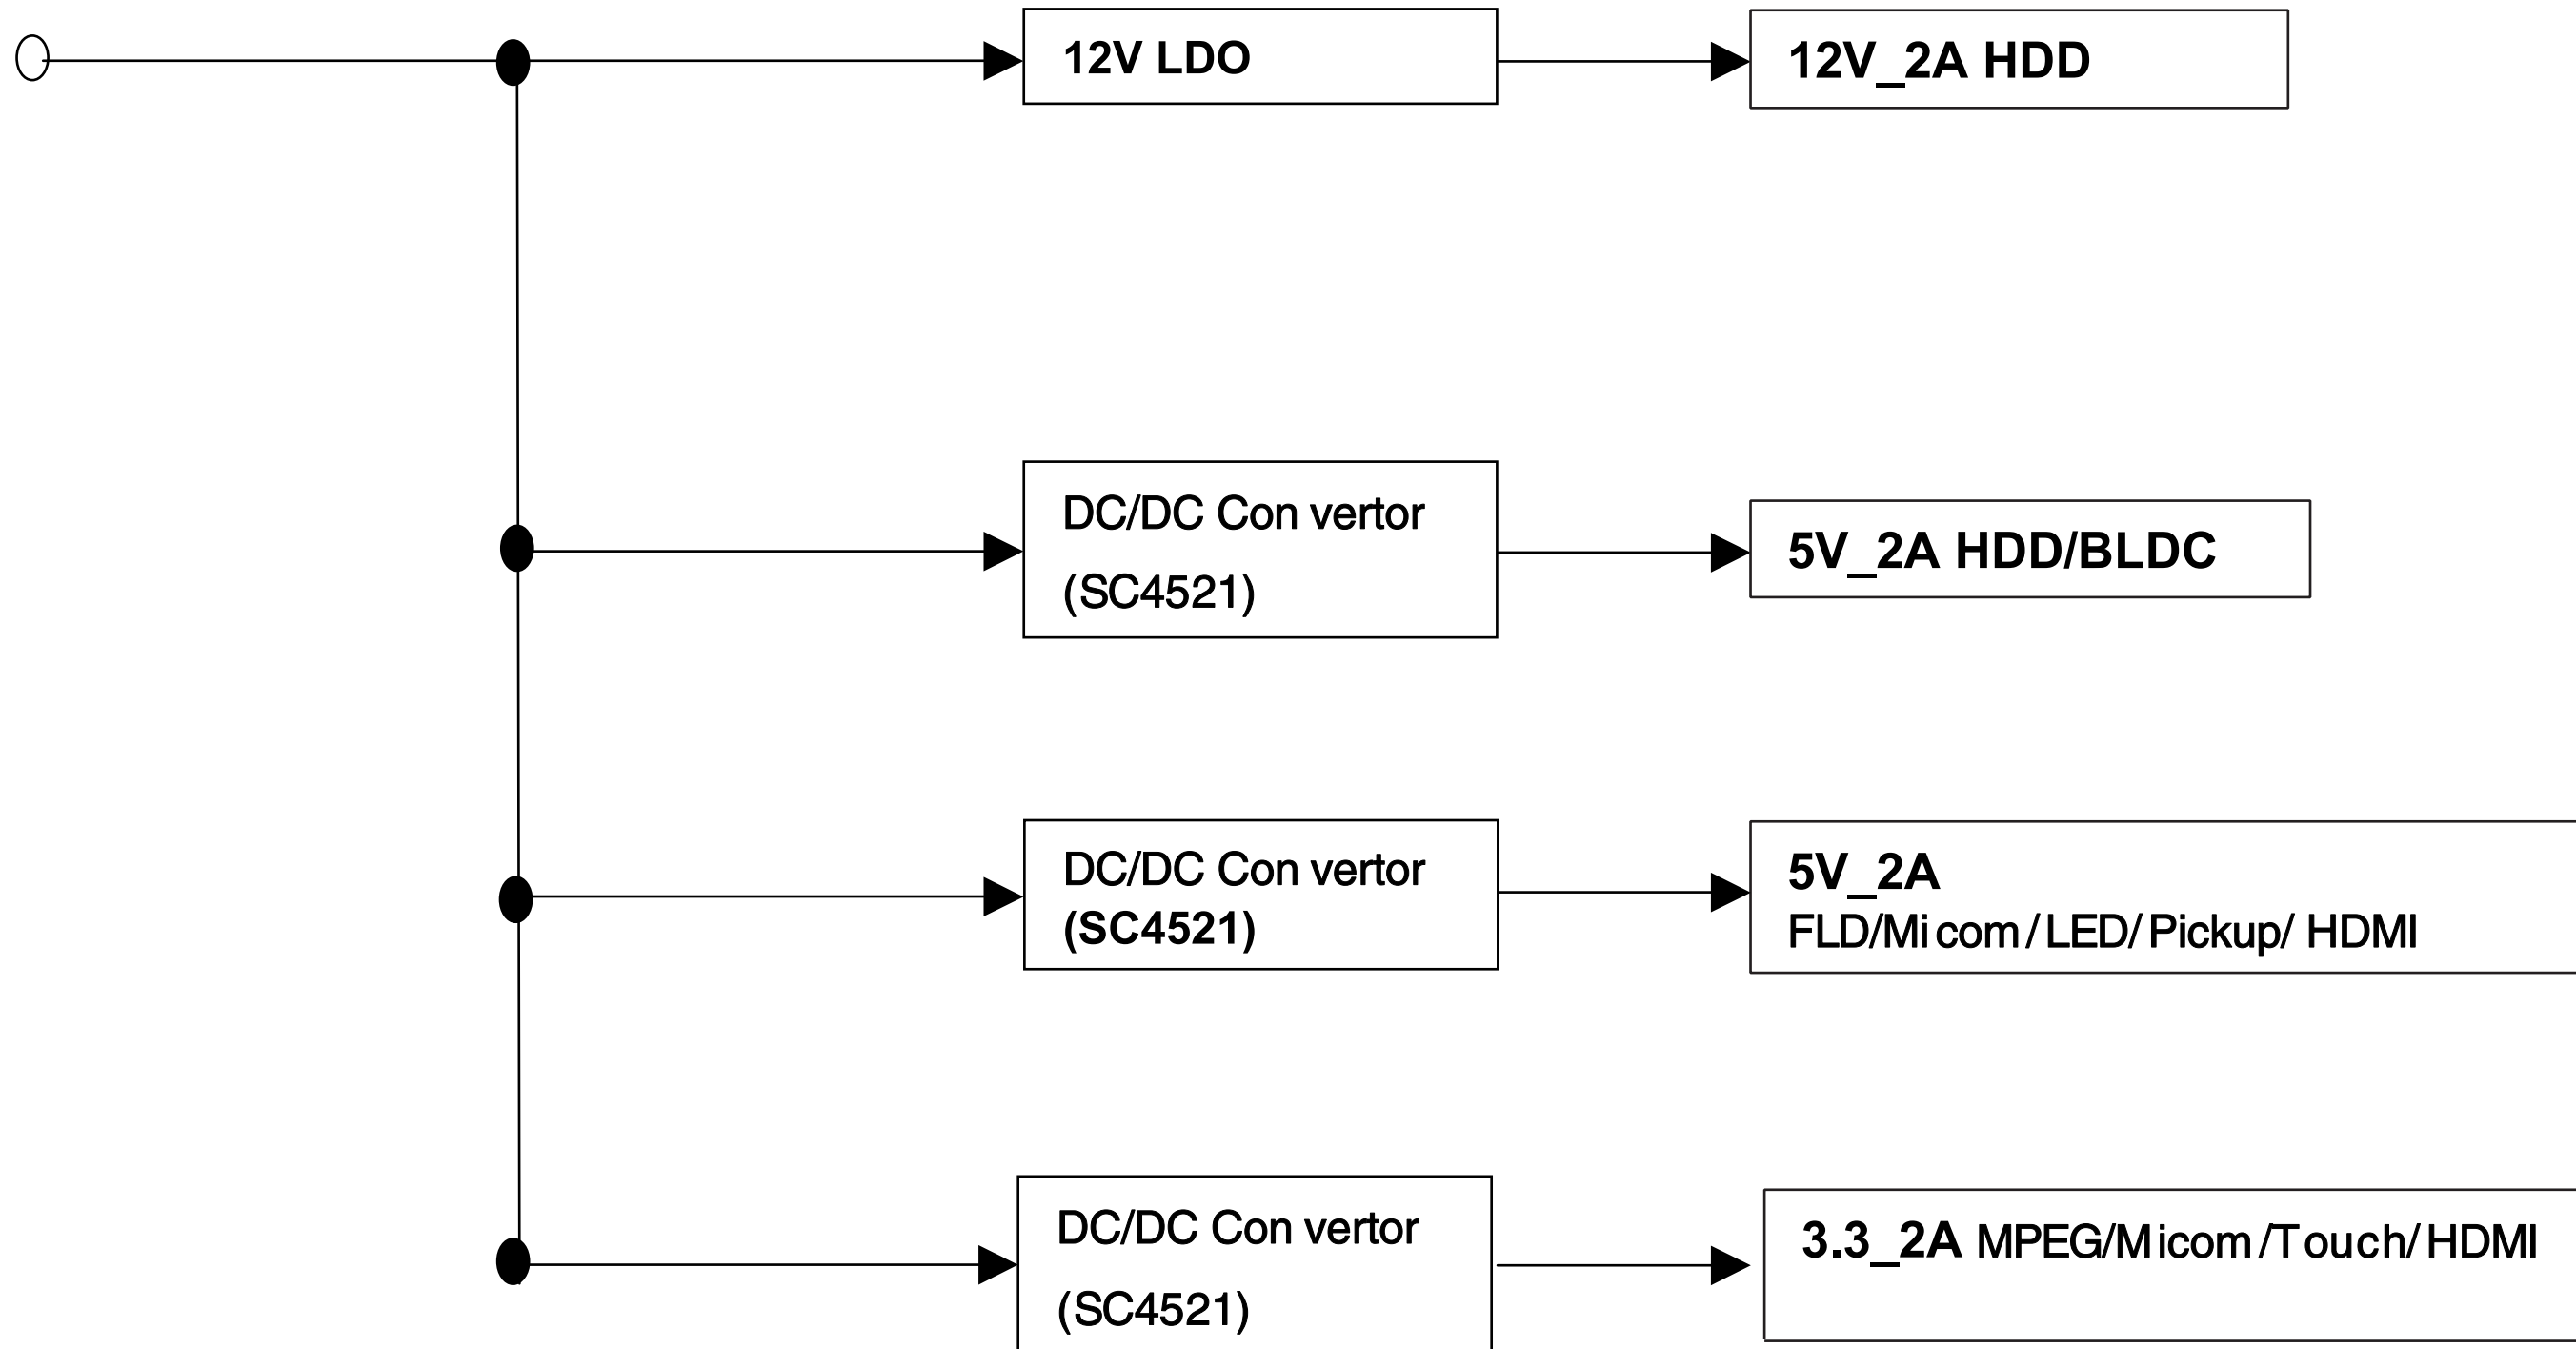 12V LDO
12V_2A HDD
DC/DC Con vertor
(SC4521)
5V_2A HDD/BLDC
DC/DC Con vertor
(SC4521)
5V_2A
FLD/Mi com / LED/ Pickup/ HDMI
DC/DC Con vertor
(SC4521)
3.3_2A MPEG/M icom /T ouch/ HDMI